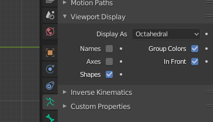 Motion Paths
Viewport Display
Display As Octahedral
Names Group Colors
Axes In Front
Shapes
Inverse Kinematics
Custom Properties